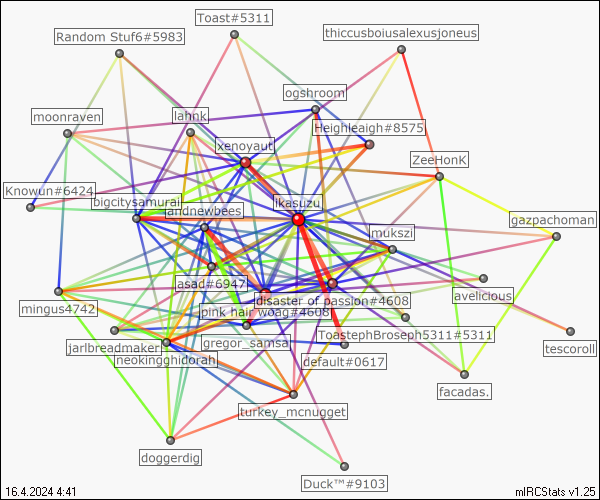 Toast#5311
Random Stuf6#5983
thiccusboiusalexusjoneus
ogshroom
moonraven
lahnk
Heighleaigh#8575
xenoyaut
ZeeHonK
Knowun#6424
bigcitysamurai
ikasuzu
andnewbees
gazpachoman
mukszi
asad#6947
disaster of passion#4608
avelicious
mingus4742
pink hair woag#4608
ToastephBroseph5311#5311
jarlbreadmaker
gregor_samsa
tescoroll
neokingghidorah
default#0617
facadas.
turkey_mcnugget
doggerdig
Duck™#9103
16.4.2024 4:41
mIRCStats v1.25